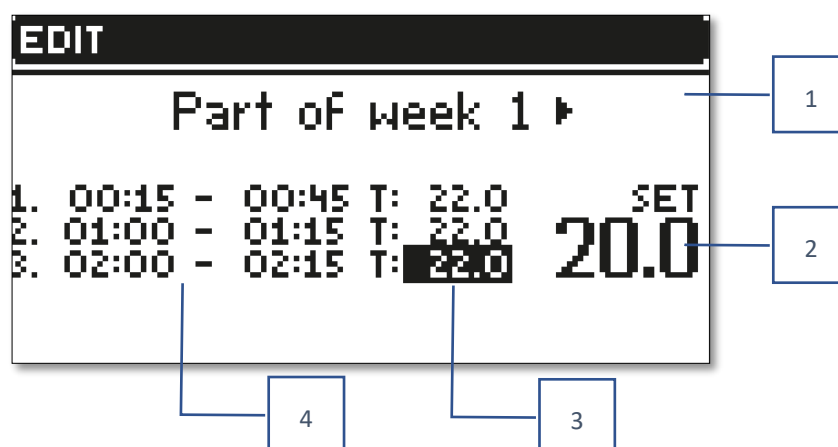 EDIT
Part of week 1
1. 00:15 - 00:45 T: 22.0 SET
2. 01:00 - 01:15 T: 22.0 20.0
3. 02:00 - 02:15 T: 22.0
1
2
4
3